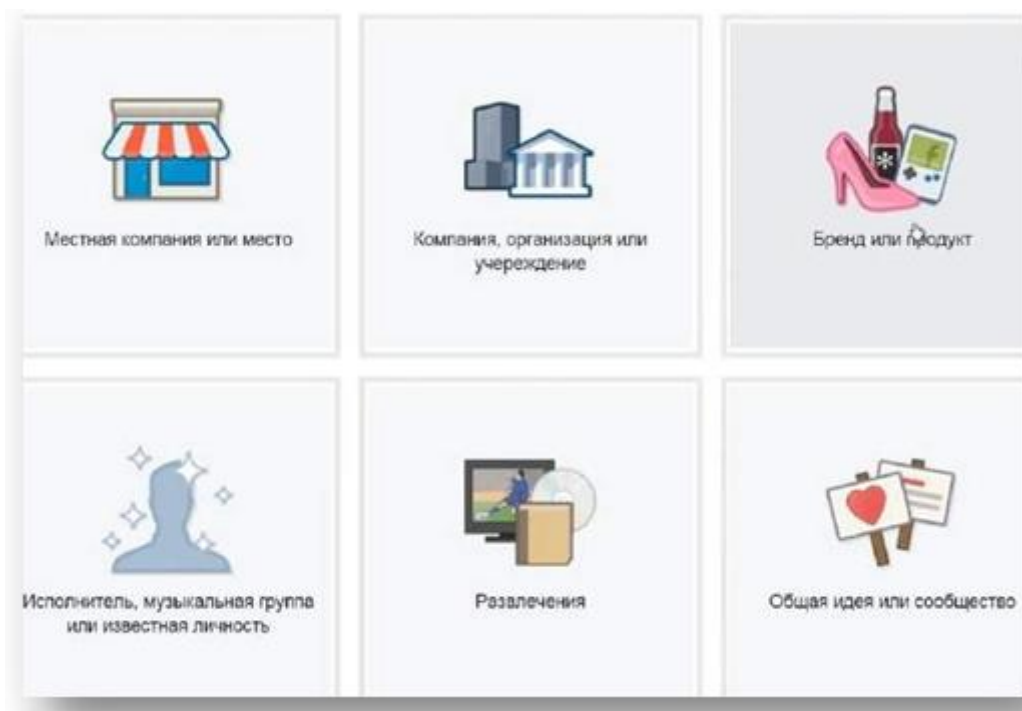 Местная компания или место
Компания, организация или
учереждение
Бренд или продукт
Исполнитель, музыкальная группа
или известная личность
Развлечения
Общая идея или сообщество